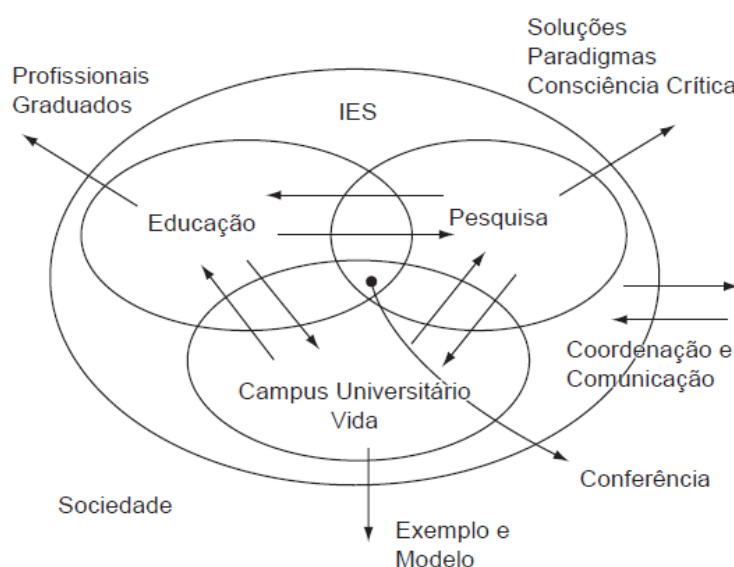 Soluções
Paradigmas
Consciência Crítica
Profissionais
Graduados
IES
Educação
Pesquisa
Coordenação e
Comunicação
Campus Universitário
Vida
Conferência
Sociedade
Exemplo e
Modelo